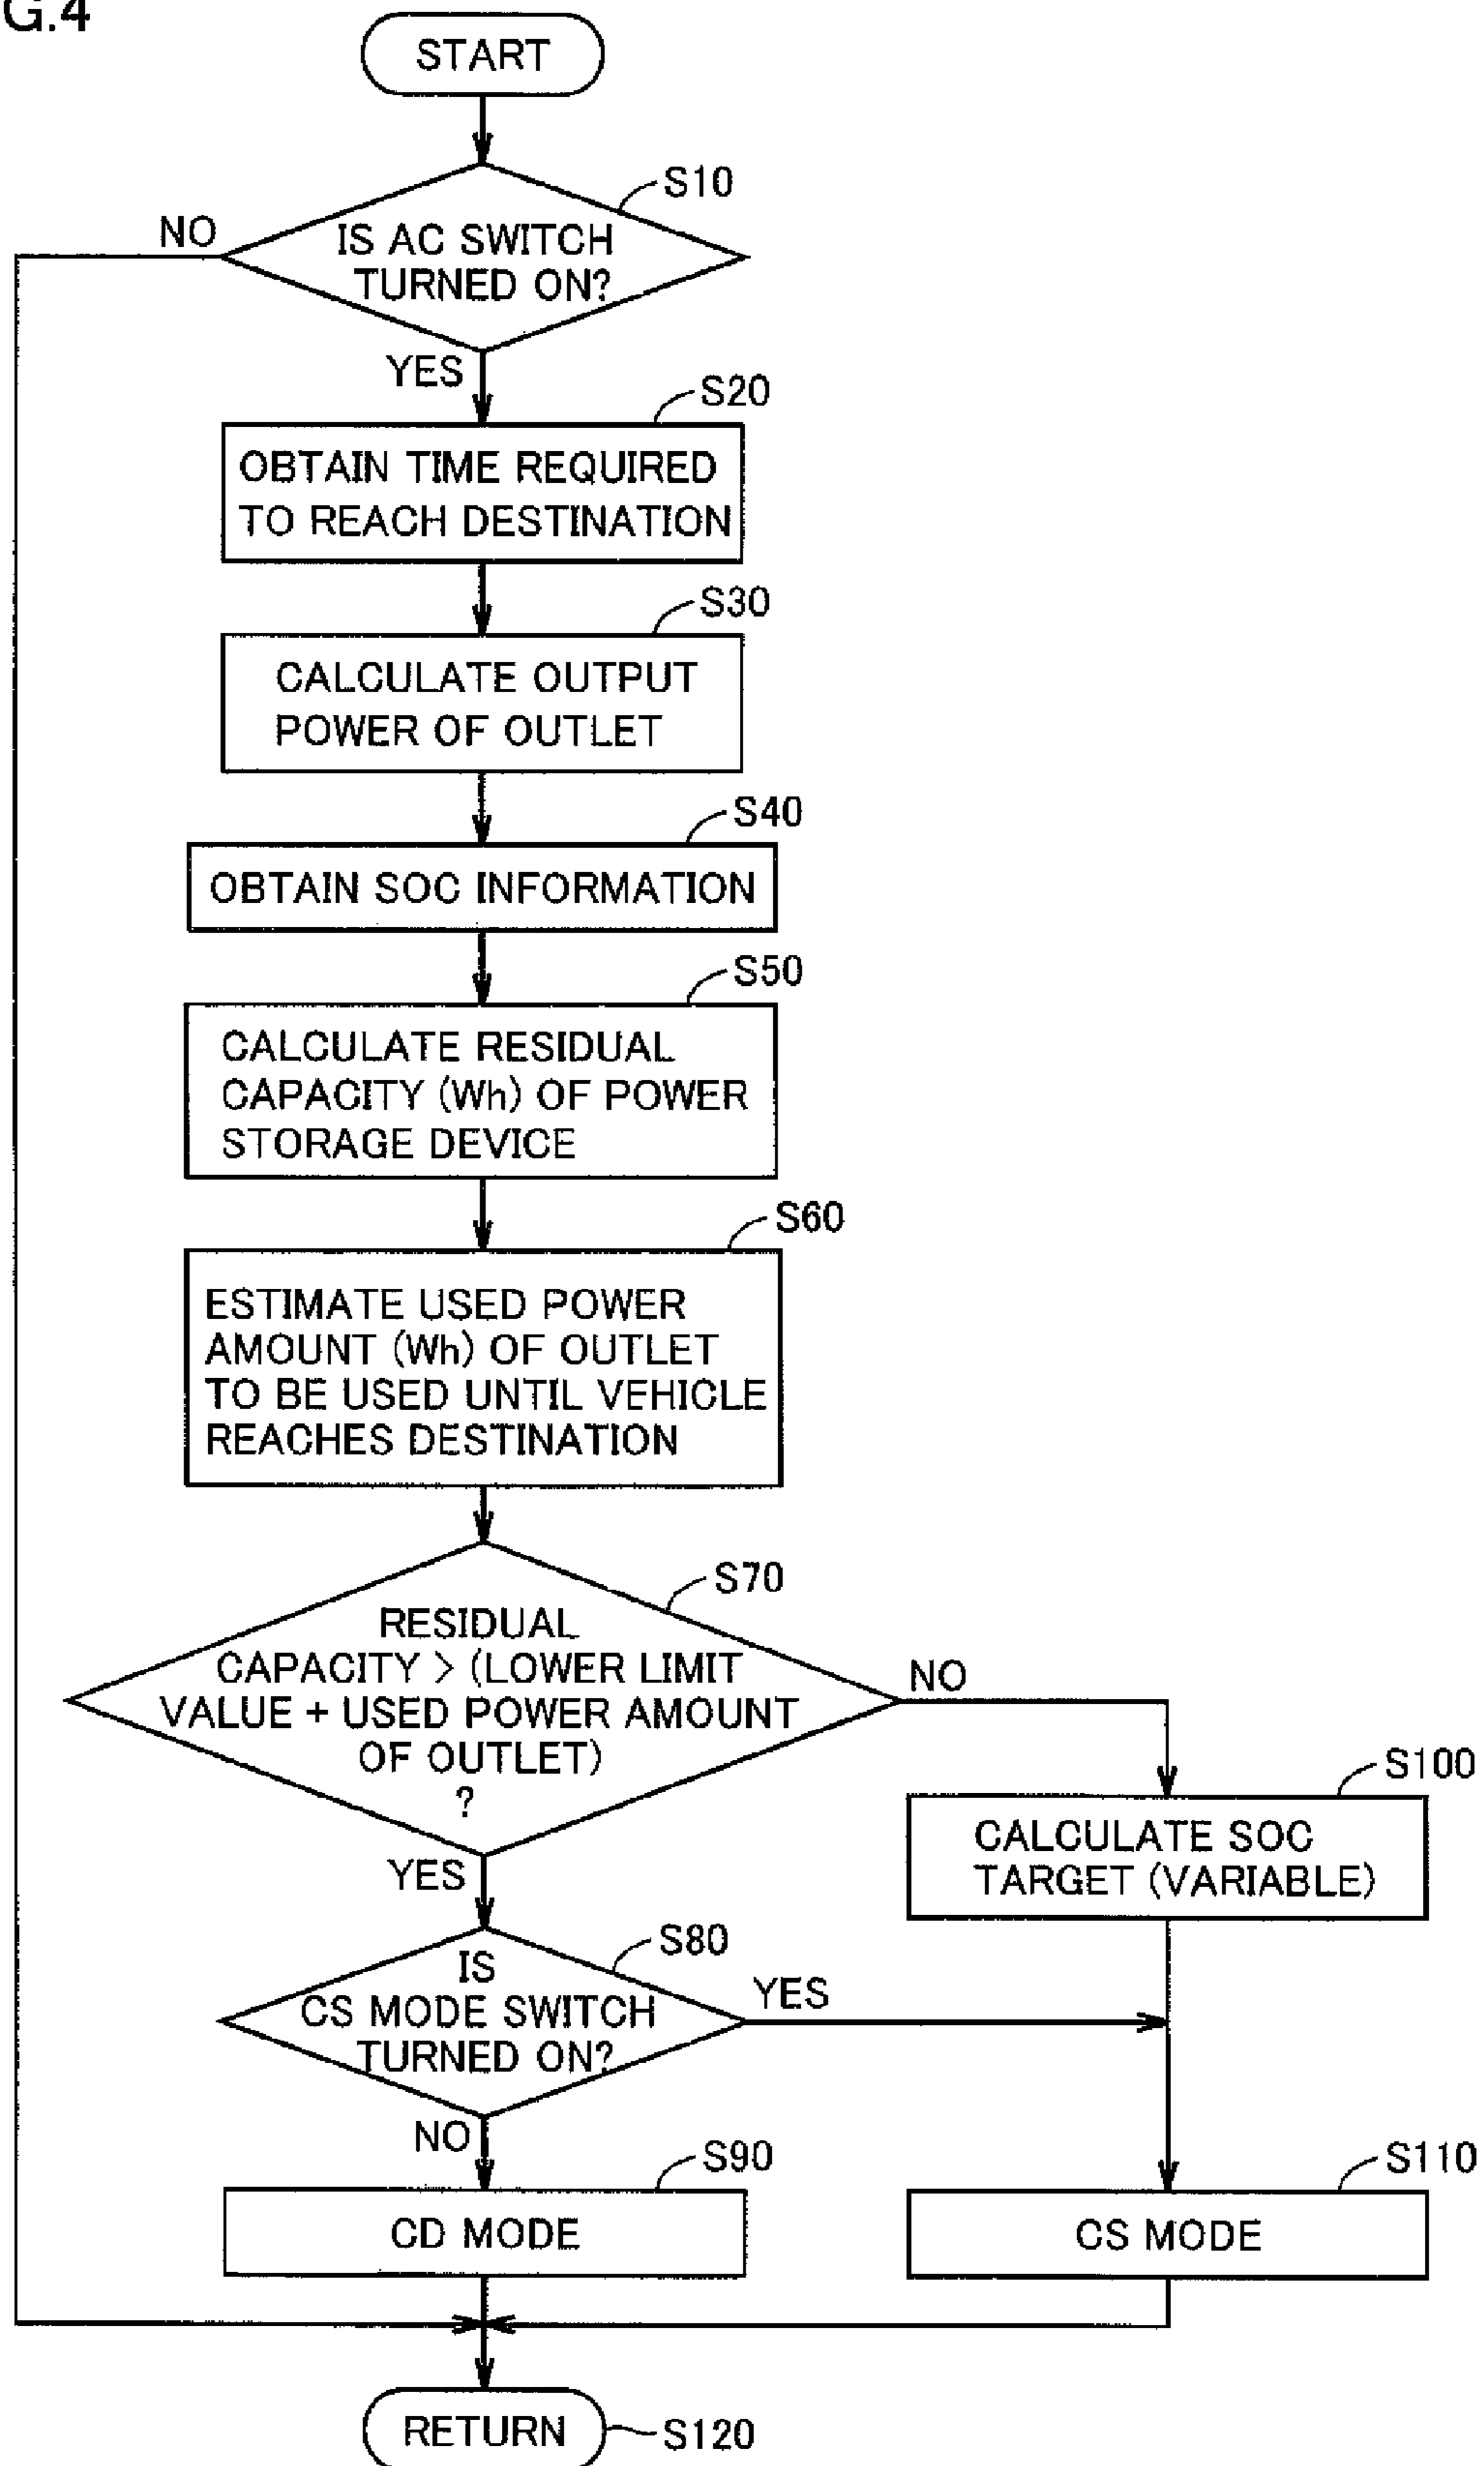 G.4
START
S10
NO
IS AC SWITCH
TURNED ON?
YES
S20
OBTAIN TIME REQUIRED
TO REACH DESTINATION
S30
CALCULATE OUTPUT
POWER OF OUTLET
S40
OBTAIN SOC INFORMATION
S50
CALCULATE RESIDUAL
CAPACITY (Wh) OF POWER
STORAGE DEVICE
S60
ESTIMATE USED POWER
AMOUNT (Wh) OF OUTLET
TO BE USED UNTIL VEHICLE
REACHES DESTINATION
S70
RESIDUAL
CAPACITY > (LOWER LIMIT
VALUE + USED POWER AMOUNT
OF OUTLET)
?
NO
YES
S100
CALCULATE SOC
TARGET (VARIABLE)
S80
IS
CS MODE SWITCH
TURNED ON?
YES
NO
S90
CD MODE
S110
CS MODE
RETURN
S120